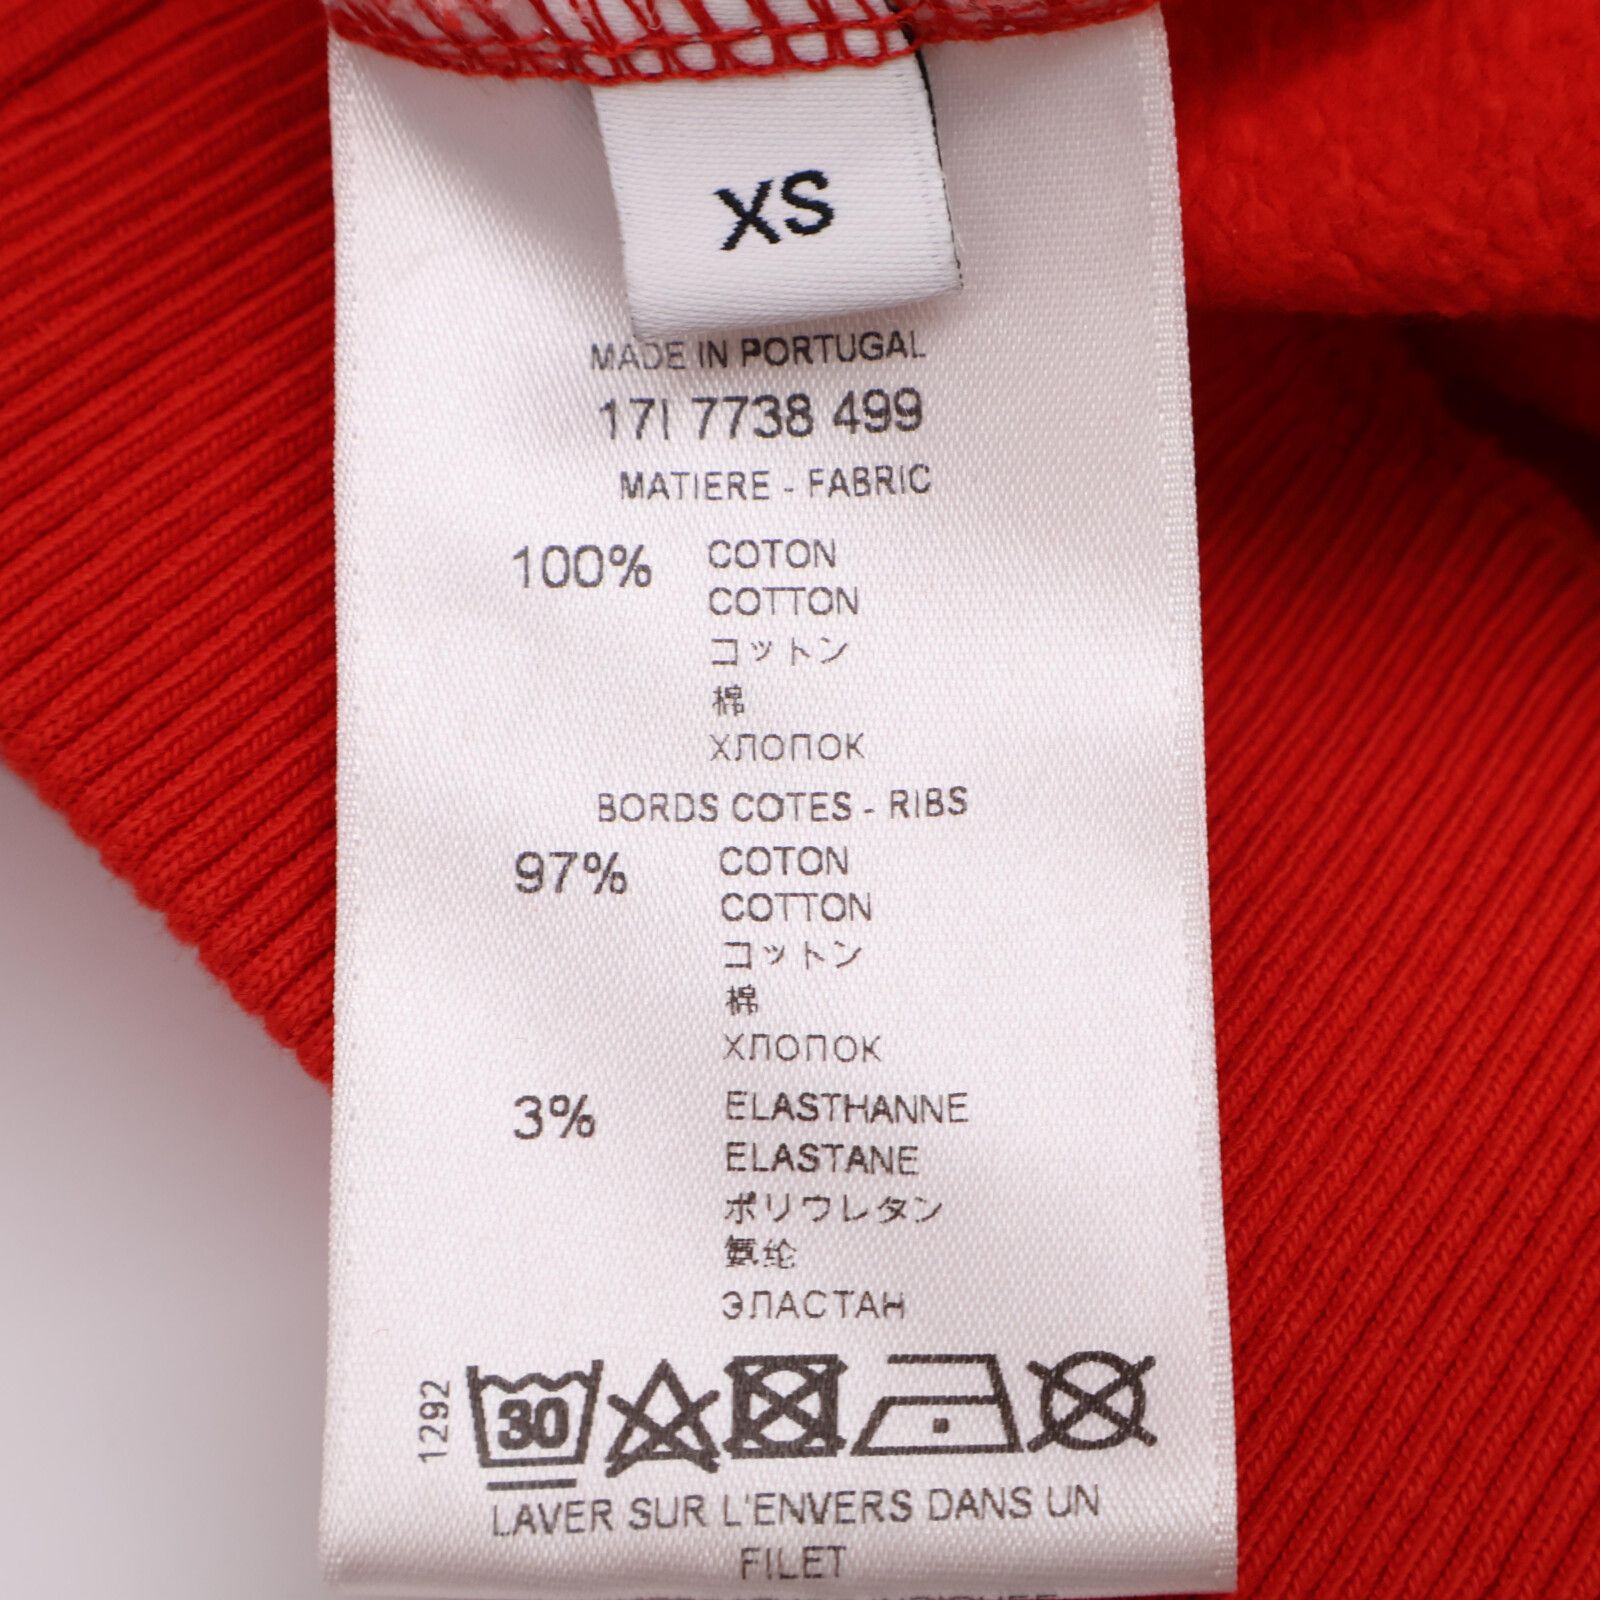 XS
MADE IN PORTUGAL
17I 7738 499
MATIERE - FABRIC
100% COTON
COTTON
コットン
棉
ХЛОПОК
BORDS COTES - RIBS
97% COTON
COTTON
コットン
棉
ХЛОПОК
3% ELASTHANNE
ELASTANE
ポリウレタン
氨纶
ЭЛАСТАН
1292
30
LAVER SUR L'ENVERS DANS UN
FILET